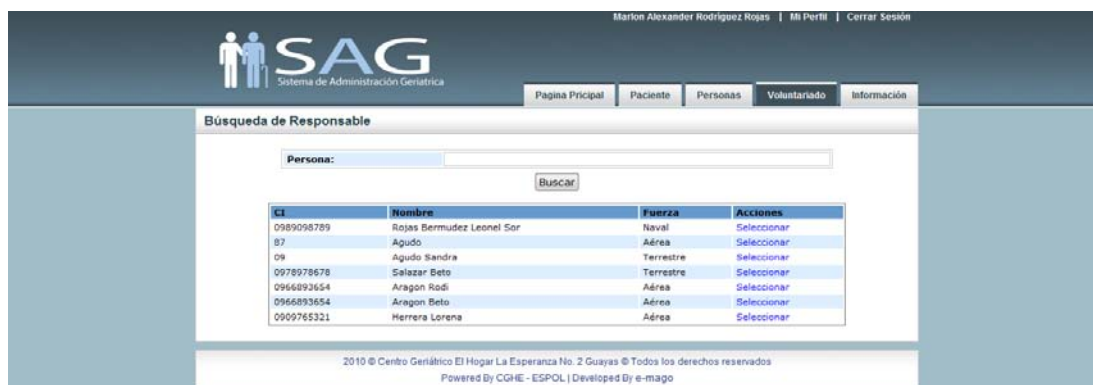 Marlon Alexander Rodríguez Rojas | Mi Perfil | Cerrar Sesión
SAG
Sistema de Administración Geriatrica
Pagina Pricipal Paciente Personas Voluntariado Información
Búsqueda de Responsable
Persona:
Buscar
CI Nombre Fuerza Acciones
0989098789 Rojas Bermudez Leonel Sor Naval Seleccionar
87 Agudo Aérea Seleccionar
09 Agudo Sandra Terrestre Seleccionar
0978978678 Salazar Beto Terrestre Seleccionar
0966893654 Aragon Rodi Aérea Seleccionar
0966893654 Aragon Beto Aérea Seleccionar
0909765321 Herrera Lorena Aérea Seleccionar
2010 © Centro Geriátrico El Hogar La Esperanza No. 2 Guayas © Todos los derechos reservados
Powered By CGHE - ESPOL | Developed By e-mago